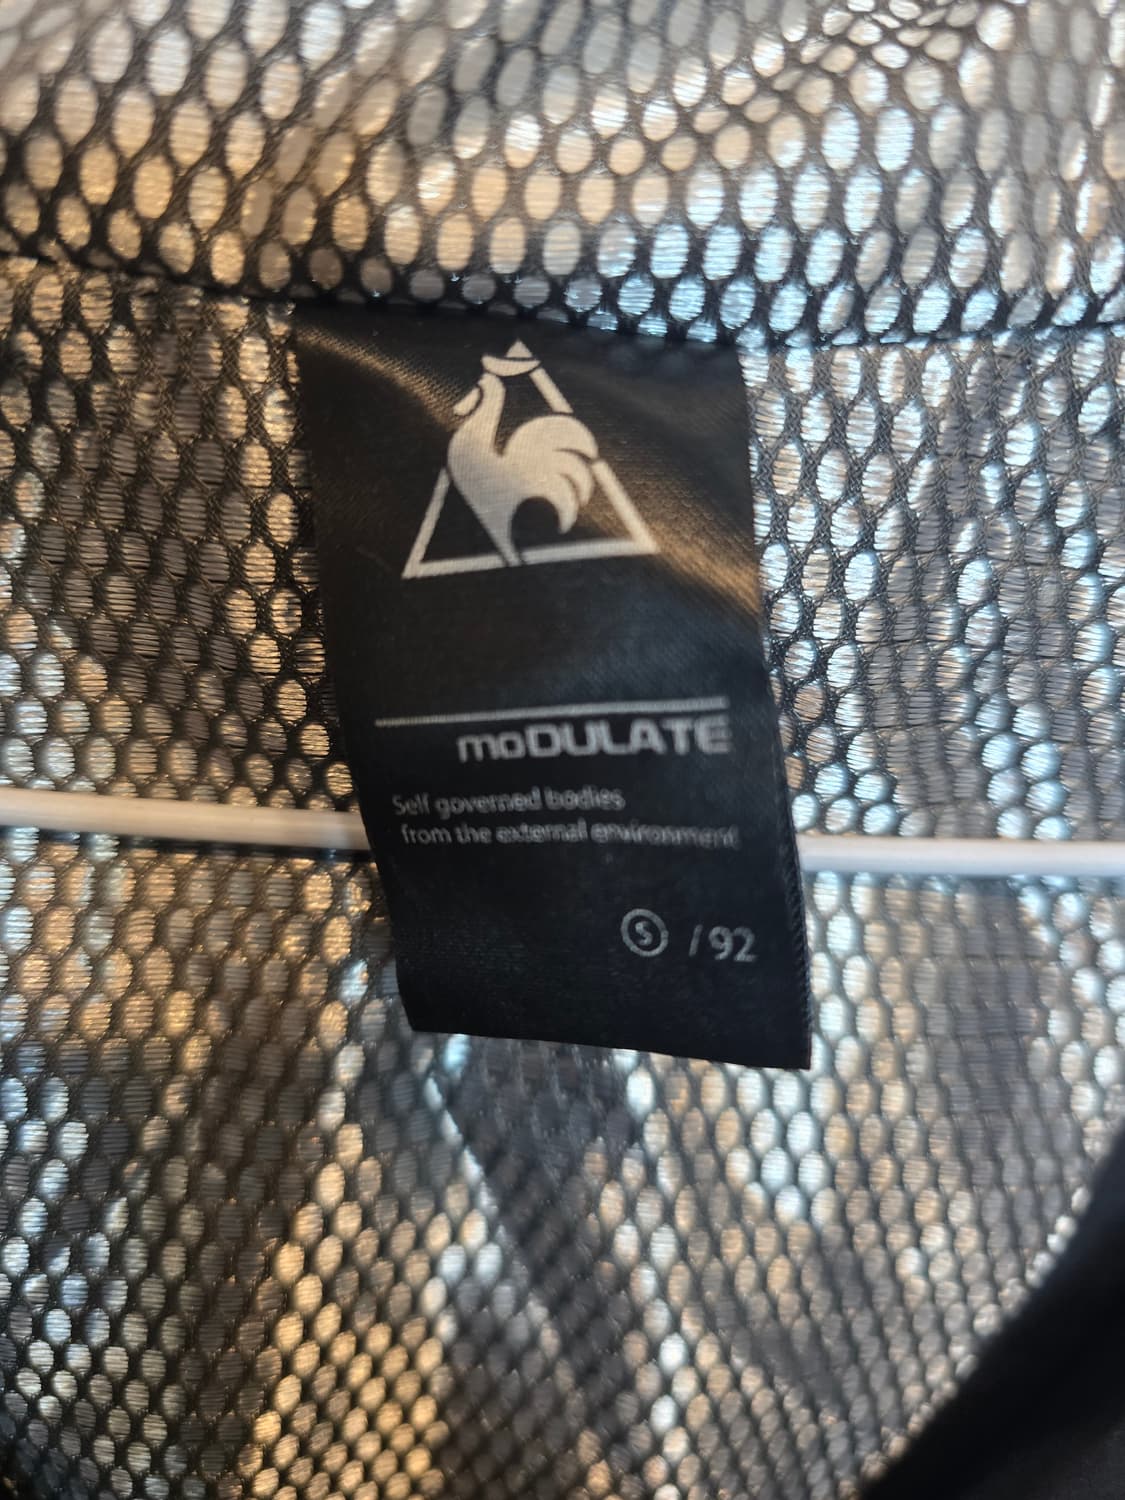 moDULATE
Self governed bodies
from the external environment
S / 92